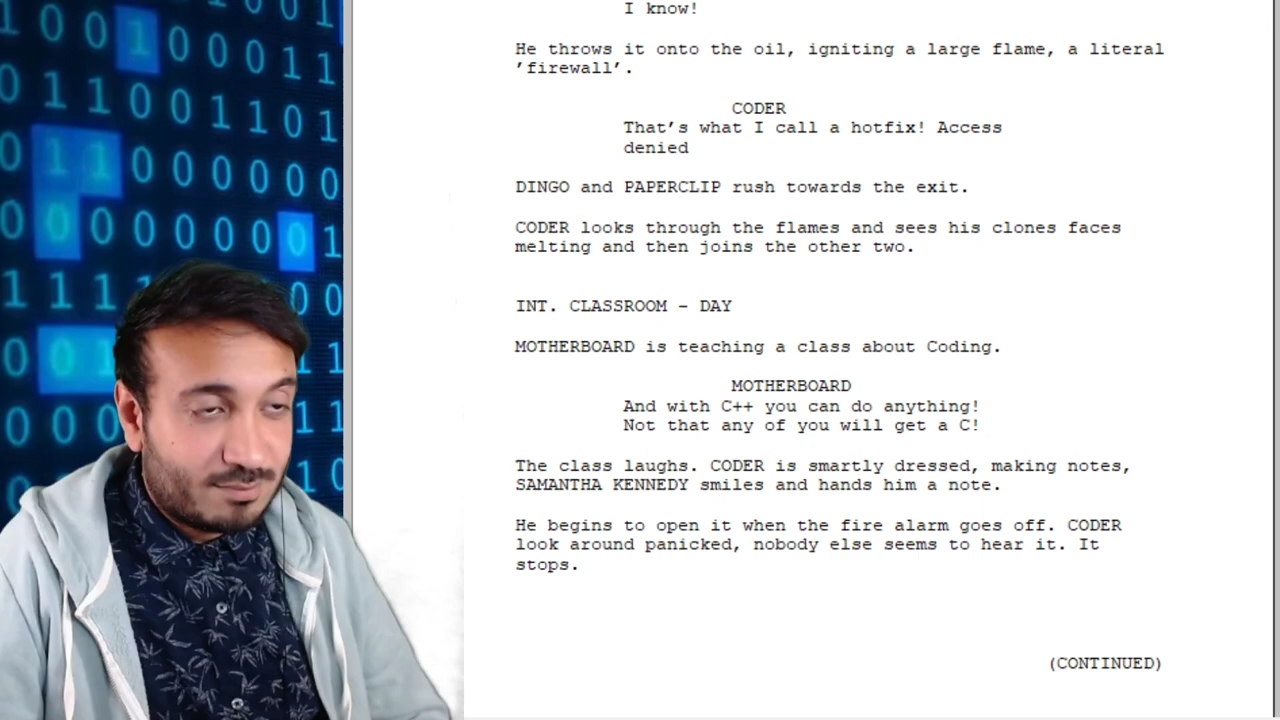 I know!
He throws it onto the oil, igniting a large flame, a literal
'firewall'.
CODER
That's what I call a hotfix! Access
denied
DINGO and PAPERCLIP rush towards the exit.
CODER looks through the flames and sees his clones faces
melting and then joins the other two.
INT. CLASSROOM - DAY
MOTHERBOARD is teaching a class about Coding.
MOTHERBOARD
And with C++ you can do anything!
Not that any of you will get a C!
The class laughs. CODER is smartly dressed, making notes,
SAMANTHA KENNEDY smiles and hands him a note.
He begins to open it when the fire alarm goes off. CODER
look around panicked, nobody else seems to hear it. It
stops.
(CONTINUED)